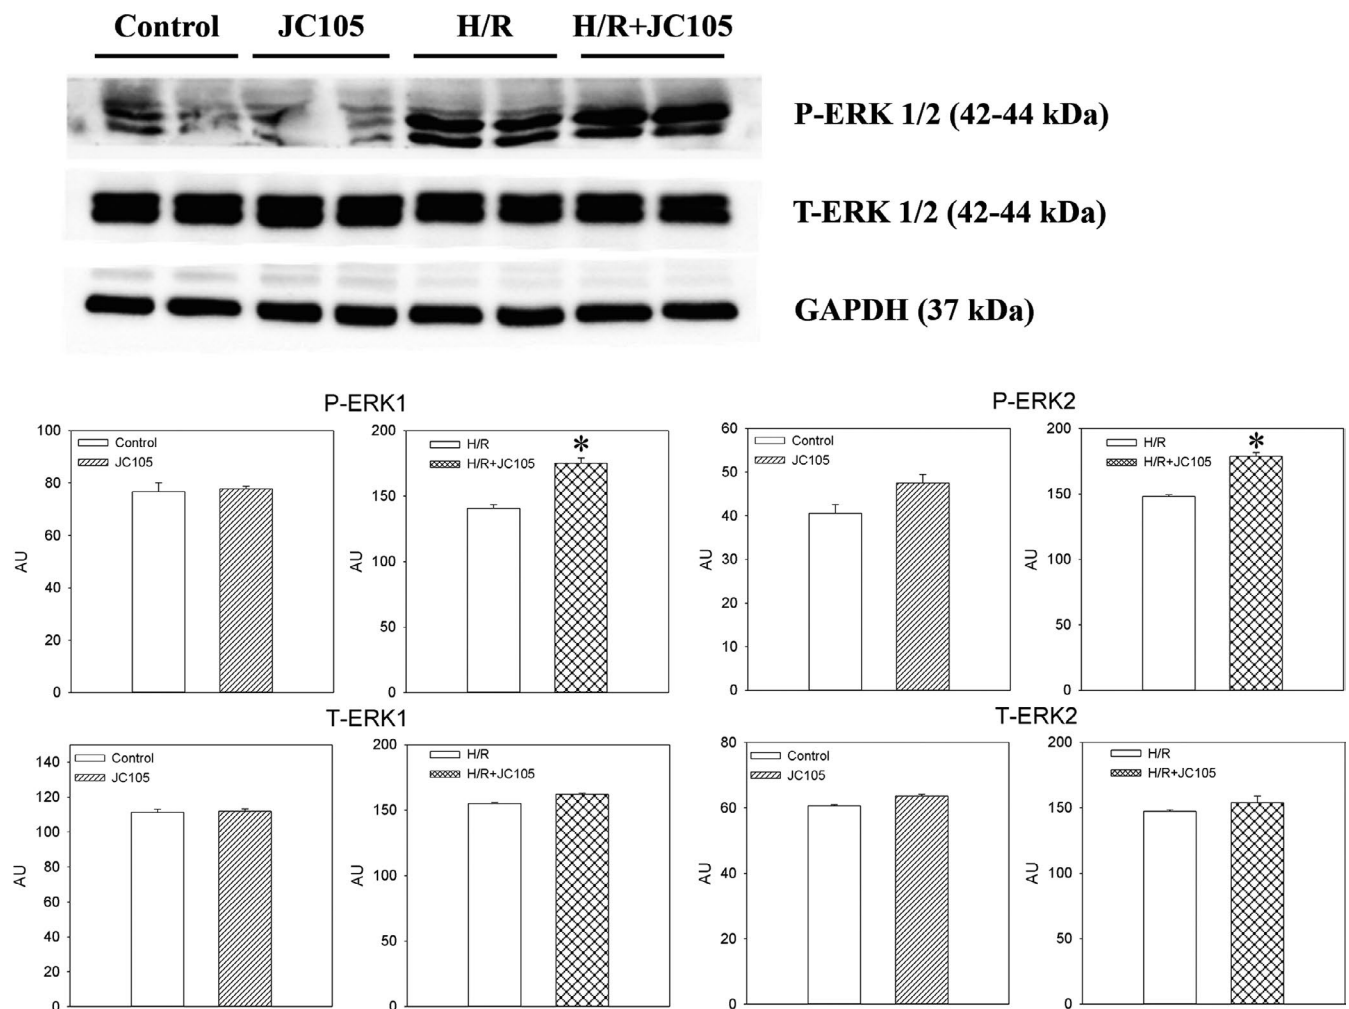 Control JC105 H/R H/R+JC105
P-ERK 1/2 (42-44 kDa)
T-ERK 1/2 (42-44 kDa)
GAPDH (37 kDa)
P-ERK1
100
80
60
40
20
0
AU
Control
JC105
200
150
100
50
0
AU
H/R
H/R+JC105
*
P-ERK2
60
50
40
30
20
10
0
AU
Control
JC105
200
150
100
50
0
AU
H/R
H/R+JC105
*
T-ERK1
140
120
100
80
60
40
20
0
AU
Control
JC105
200
150
100
50
0
AU
H/R
H/R+JC105
T-ERK2
80
60
40
20
0
AU
Control
JC105
200
150
100
50
0
AU
H/R
H/R+JC105